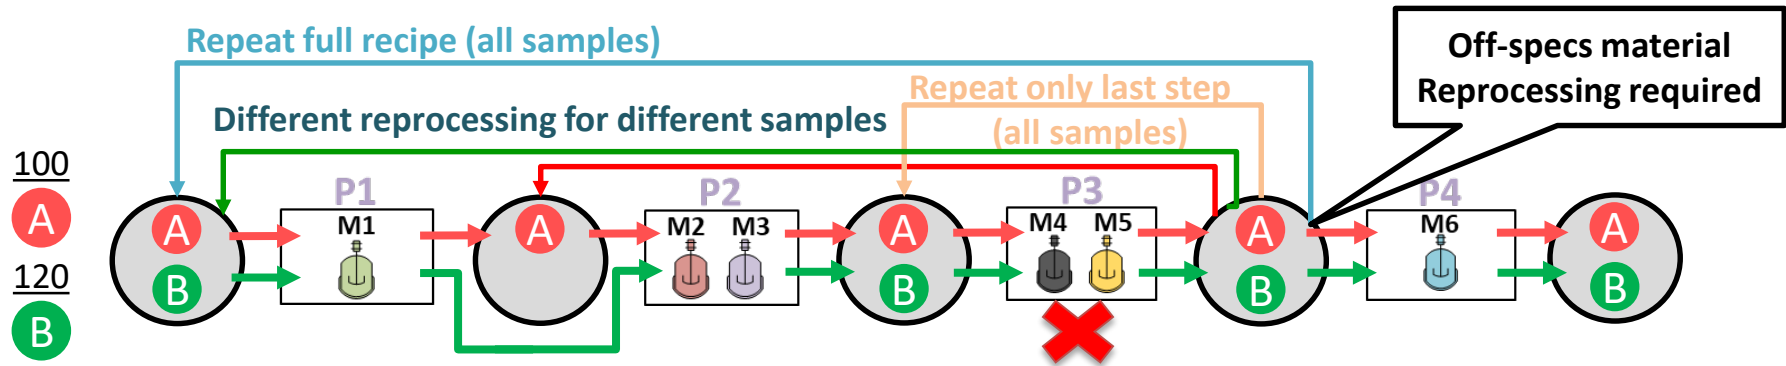 Repeat full recipe (all samples)
Off-specs material
Reprocessing required
Repeat only last step
(all samples)
Different reprocessing for different samples
100
A
120
B
P1
P2
P3
P4
A
B
M1
A
M2 M3
A
B
M4 M5
A
B
M6
A
B